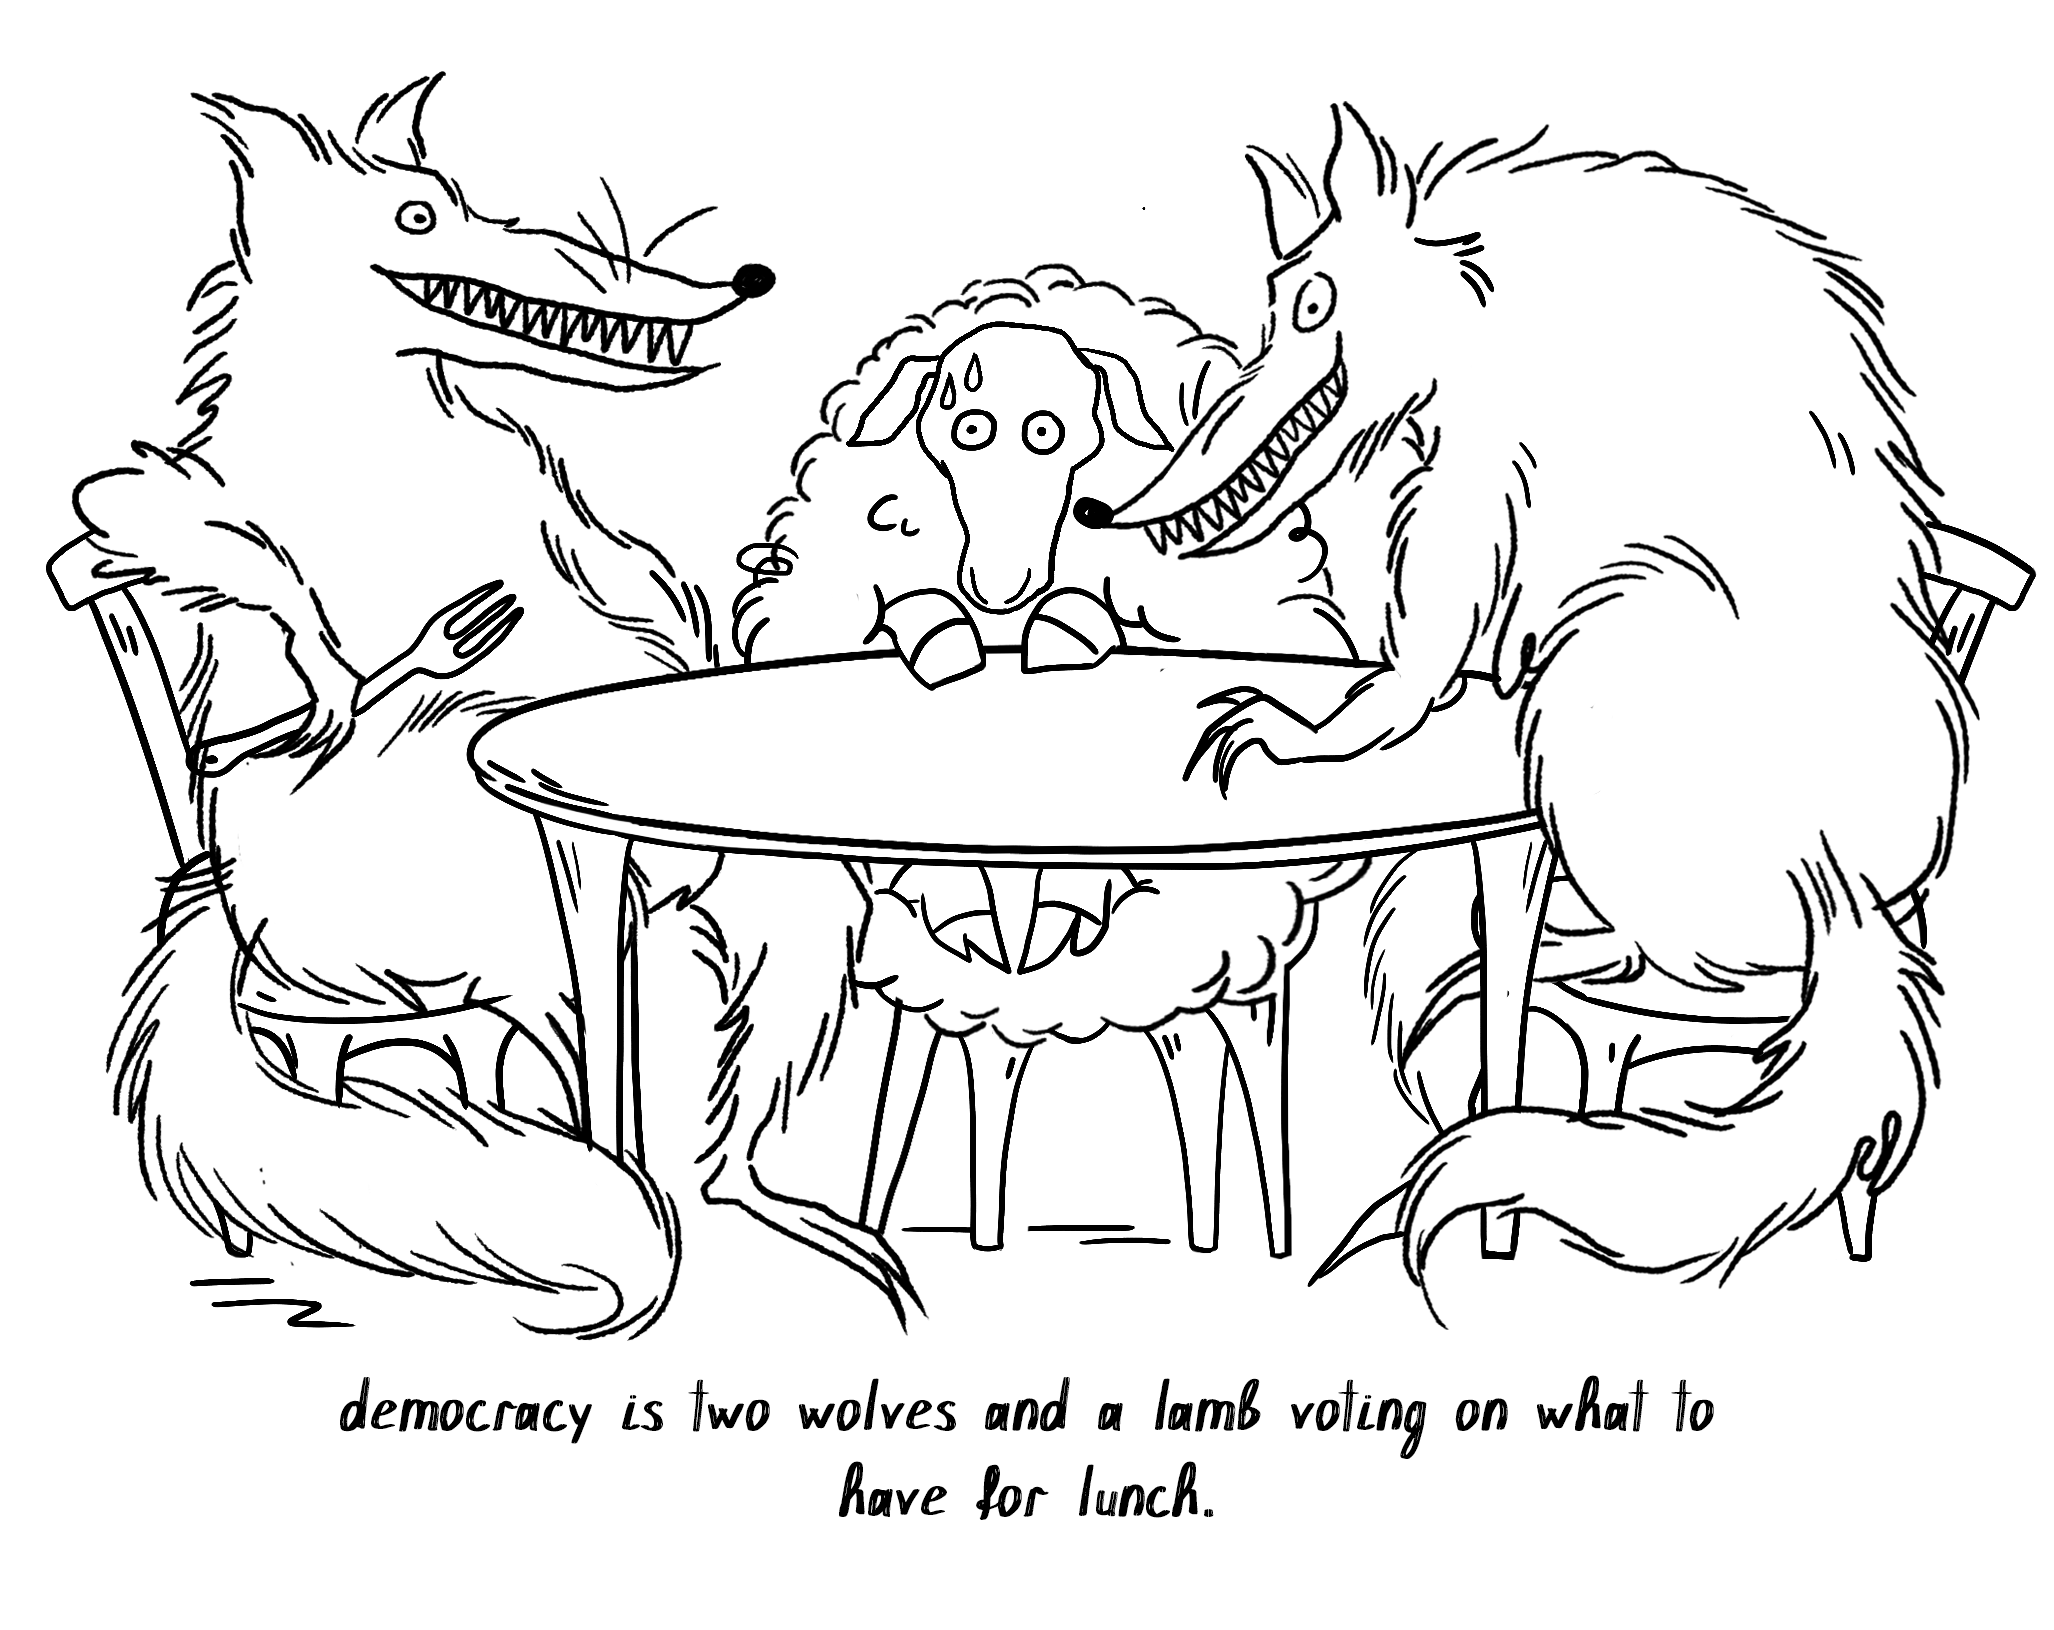 democracy is two wolves and a lamb voting on what to
have for lunch.